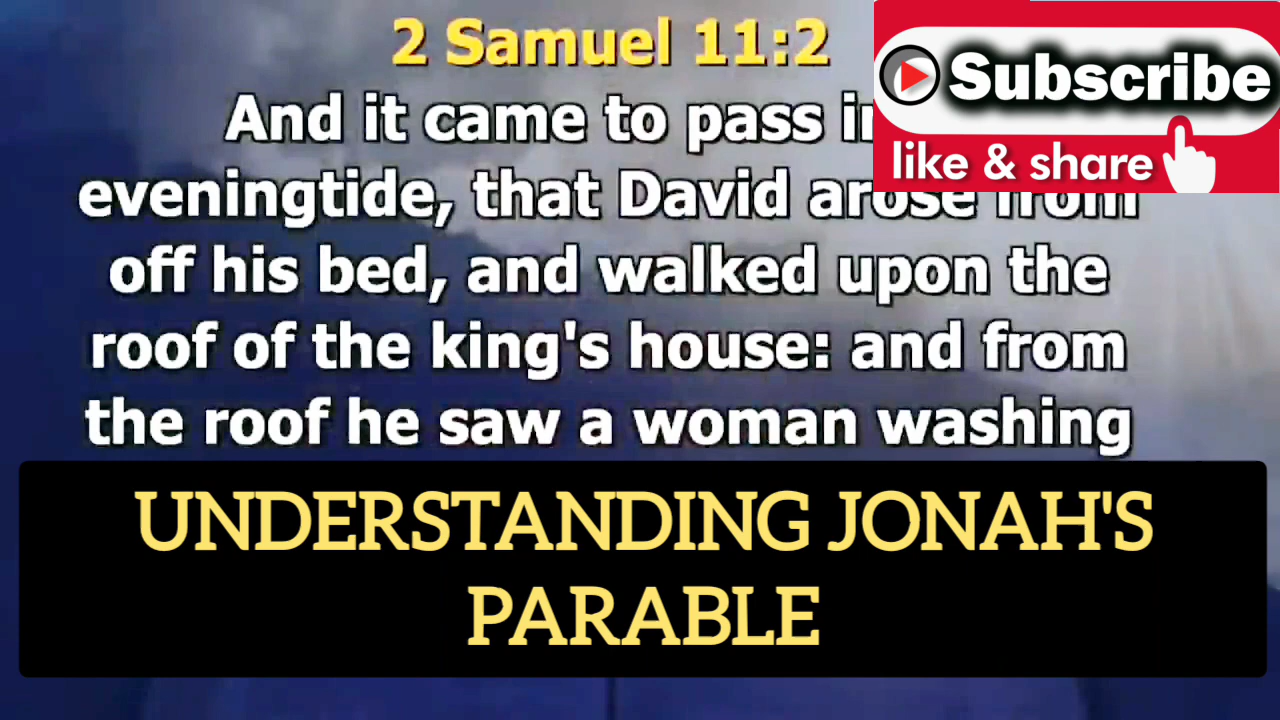 2 Samuel 11:2
And it came to pass
eveningtide, that David arose from
off his bed, and walked upon the
roof of the king's house: and from
the roof he saw a woman washing
Subscribe
like & share
UNDERSTANDING JONAH'S
PARABLE